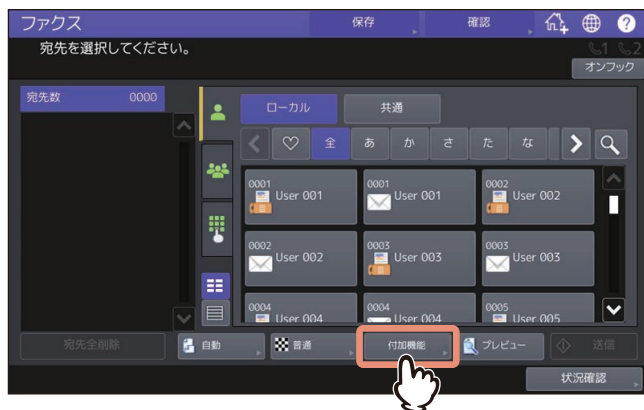 ファクス
保存
確認
宛先を選択してください。
1
2
オンフック
宛先数 0000
ローカル
共通
全
あ
か
さ
た
な
0001 User 001
0001 User 001
0002 User 002
0002 User 002
0003 User 003
0003 User 003
0004 User 004
0004 User 004
0005 User 005
宛先全削除
自動
普通
付加機能
プレビュー
送信
状況確認